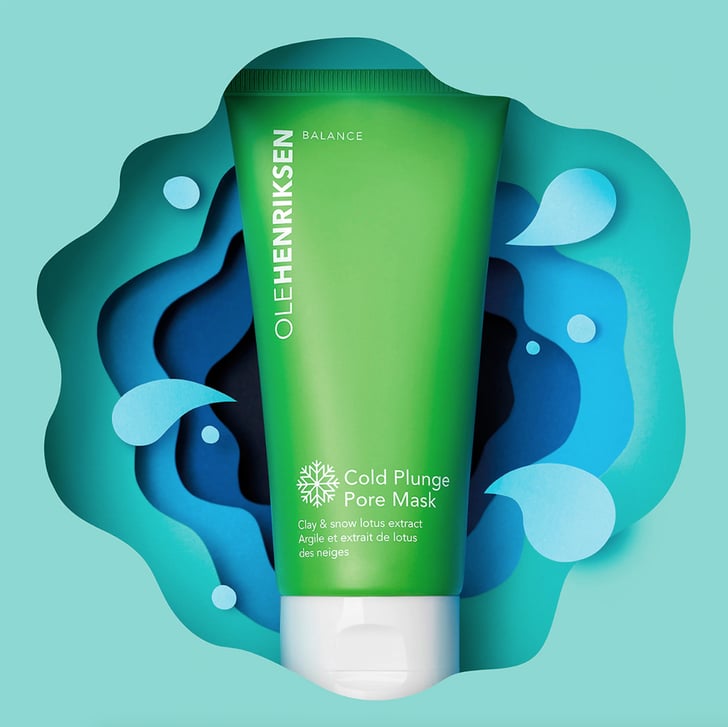 BALANCE
OLEHENRIKSEN
Cold Plunge
Pore Mask
Clay & snow lotus extract
Argile et extrait de lotus
des neiges